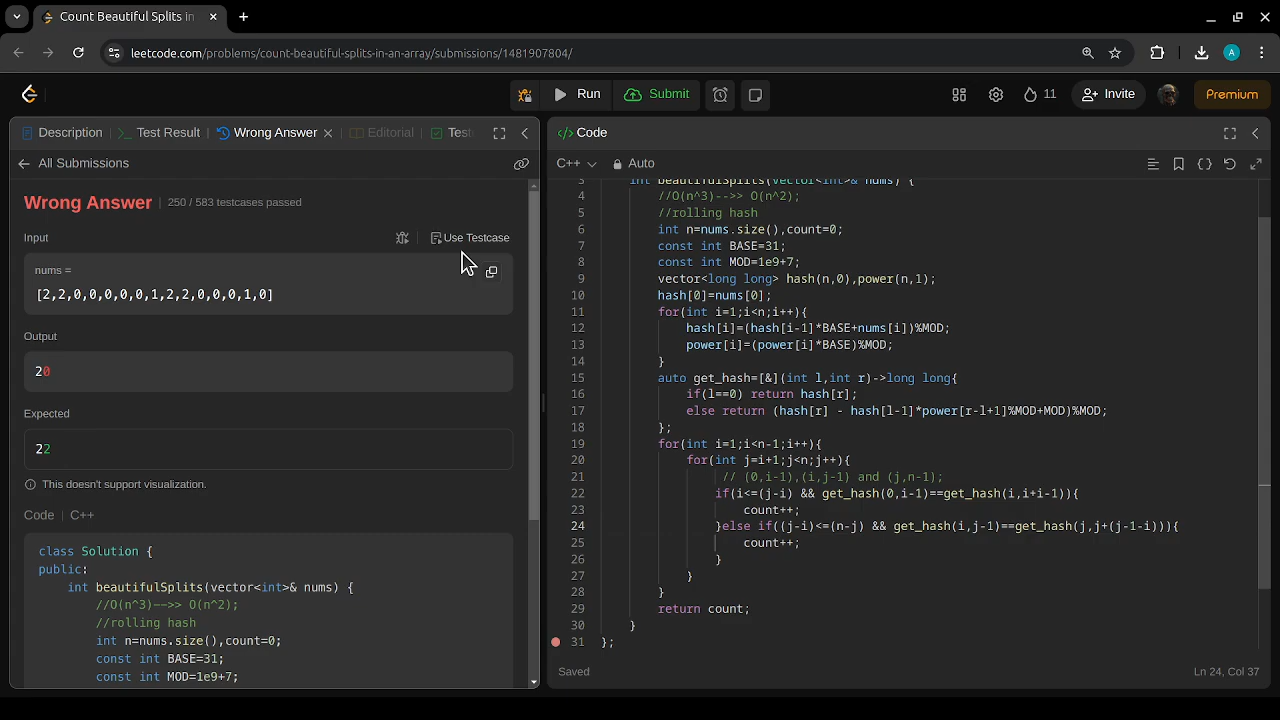 Count Beautiful Splits in
leetcode.com/problems/count-beautiful-splits-in-an-array/submissions/1481907804/
A
Run
Submit
11
Invite
Premium
Description
Test Result
Wrong Answer
Editorial
Test
All Submissions
Wrong Answer
250 / 583 testcases passed
Input
Use Testcase
nums =
[2,2,0,0,0,0,0,1,2,2,0,0,0,1,0]
Output
20
Expected
22
This doesn't support visualization.
Code | C++
class Solution {
public:
    int beautifulSplits(vector<int>& nums) {
        //O(n^3)-->> O(n^2);
        //rolling hash
        int n=nums.size(),count=0;
        const int BASE=31;
        const int MOD=1e9+7;
Code
C++
Auto
3     int beautifulSplits(vector<int>& nums) {
4         //O(n^3)-->> O(n^2);
5         //rolling hash
6         int n=nums.size(),count=0;
7         const int BASE=31;
8         const int MOD=1e9+7;
9         vector<long long> hash(n,0),power(n,1);
10         hash[0]=nums[0];
11         for(int i=1;i<n;i++){
12             hash[i]=(hash[i-1]*BASE+nums[i])%MOD;
13             power[i]=(power[i]*BASE)%MOD;
14         }
15         auto get_hash=[&](int l,int r)->long long{
16             if(l==0) return hash[r];
17             else return (hash[r] - hash[l-1]*power[r-l+1]%MOD+MOD)%MOD;
18         };
19         for(int i=1;i<n-1;i++){
20             for(int j=i+1;j<n;j++){
21                 // (0,i-1),(i,j-1) and (j,n-1);
22                 if(i<=(j-i) && get_hash(0,i-1)==get_hash(i,i+i-1)){
23                     count++;
24                 }else if((j-i)<=(n-j) && get_hash(i,j-1)==get_hash(j,j+(j-1-i))){
25                     count++;
26                 }
27             }
28         }
29         return count;
30     }
31 };
Saved
Ln 24, Col 37